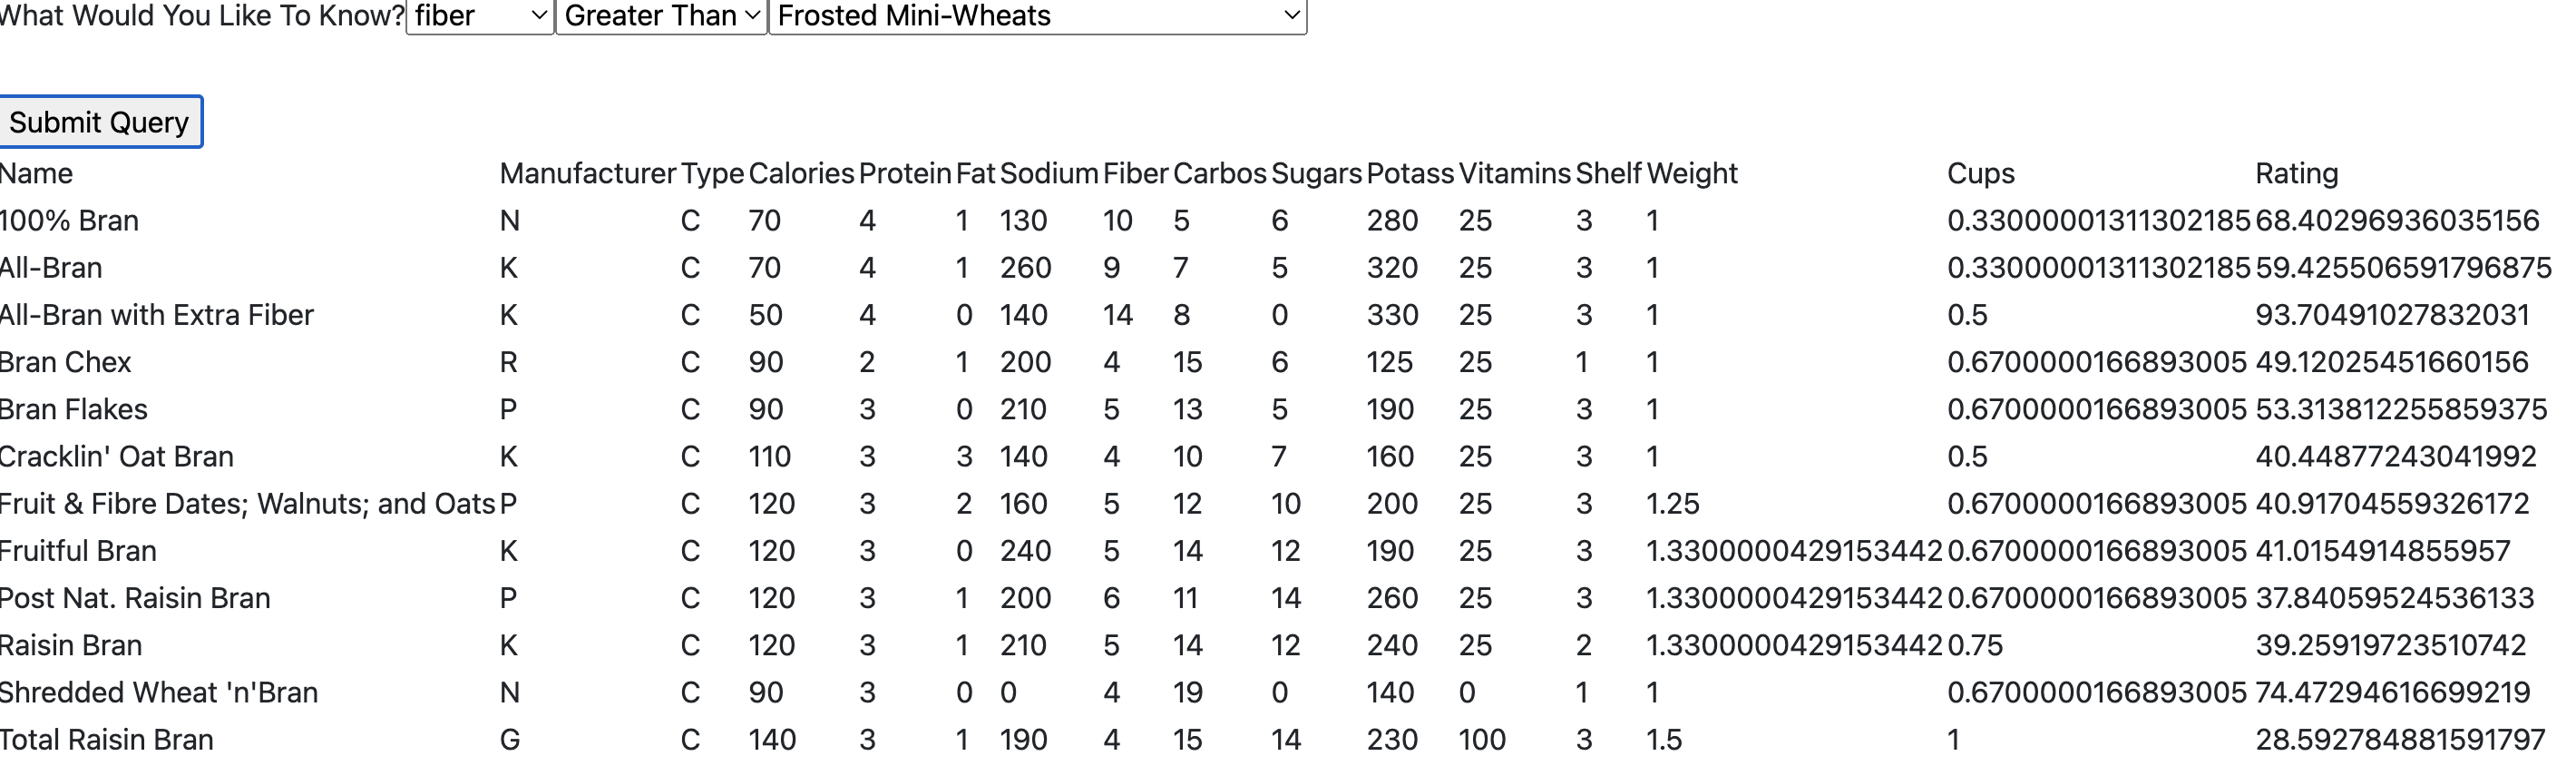 What Would You Like To Know? fiber Greater Than Frosted Mini-Wheats
Submit Query
Name Manufacturer Type Calories Protein Fat Sodium Fiber Carbos Sugars Potass Vitamins Shelf Weight Cups Rating
100% Bran N C 70 4 1 130 10 5 6 280 25 3 1 0.33000001311302185 68.40296936035156
All-Bran K C 70 4 1 260 9 7 5 320 25 3 1 0.33000001311302185 59.425506591796875
All-Bran with Extra Fiber K C 50 4 0 140 14 8 0 330 25 3 1 0.5 93.70491027832031
Bran Chex R C 90 2 1 200 4 15 6 125 25 1 1 0.6700000166893005 49.12025451660156
Bran Flakes P C 90 3 0 210 5 13 5 190 25 3 1 0.6700000166893005 53.313812255859375
Cracklin' Oat Bran K C 110 3 3 140 4 10 7 160 25 3 1 0.5 40.44877243041992
Fruit & Fibre Dates; Walnuts; and Oats P C 120 3 2 160 5 12 10 200 25 3 1.25 0.6700000166893005 40.91704559326172
Fruitful Bran K C 120 3 0 240 5 14 12 190 25 3 1.3300000429153442 0.6700000166893005 41.0154914855957
Post Nat. Raisin Bran P C 120 3 1 200 6 11 14 260 25 3 1.3300000429153442 0.6700000166893005 37.84059524536133
Raisin Bran K C 120 3 1 210 5 14 12 240 25 2 1.3300000429153442 0.75 39.25919723510742
Shredded Wheat 'n'Bran N C 90 3 0 0 4 19 0 140 0 1 1 0.6700000166893005 74.47294616699219
Total Raisin Bran G C 140 3 1 190 4 15 14 230 100 3 1.5 1 28.592784881591797